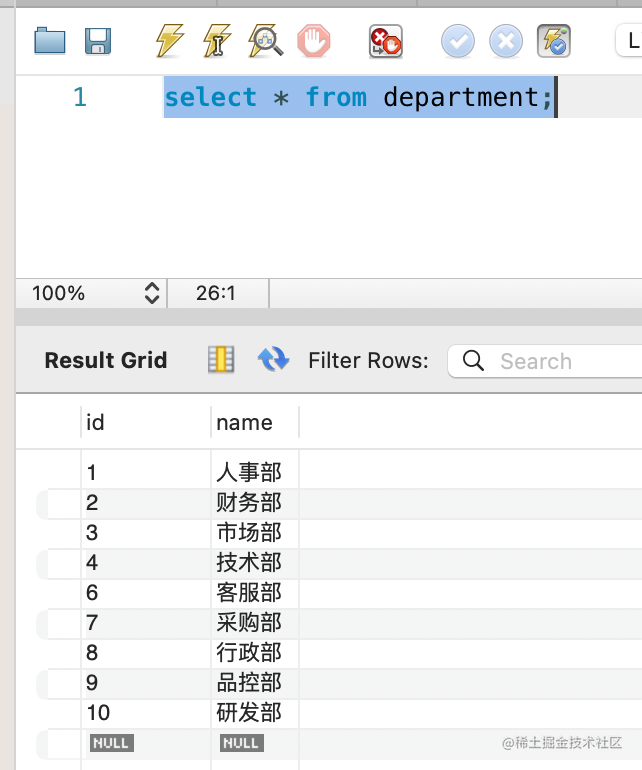 L
1 select * from department;
100% 26:1
Result Grid Filter Rows: Search
id name
1 人事部
2 财务部
3 市场部
4 技术部
6 客服部
7 采购部
8 行政部
9 品控部
10 研发部
NULL NULL
@稀土掘金技术社区